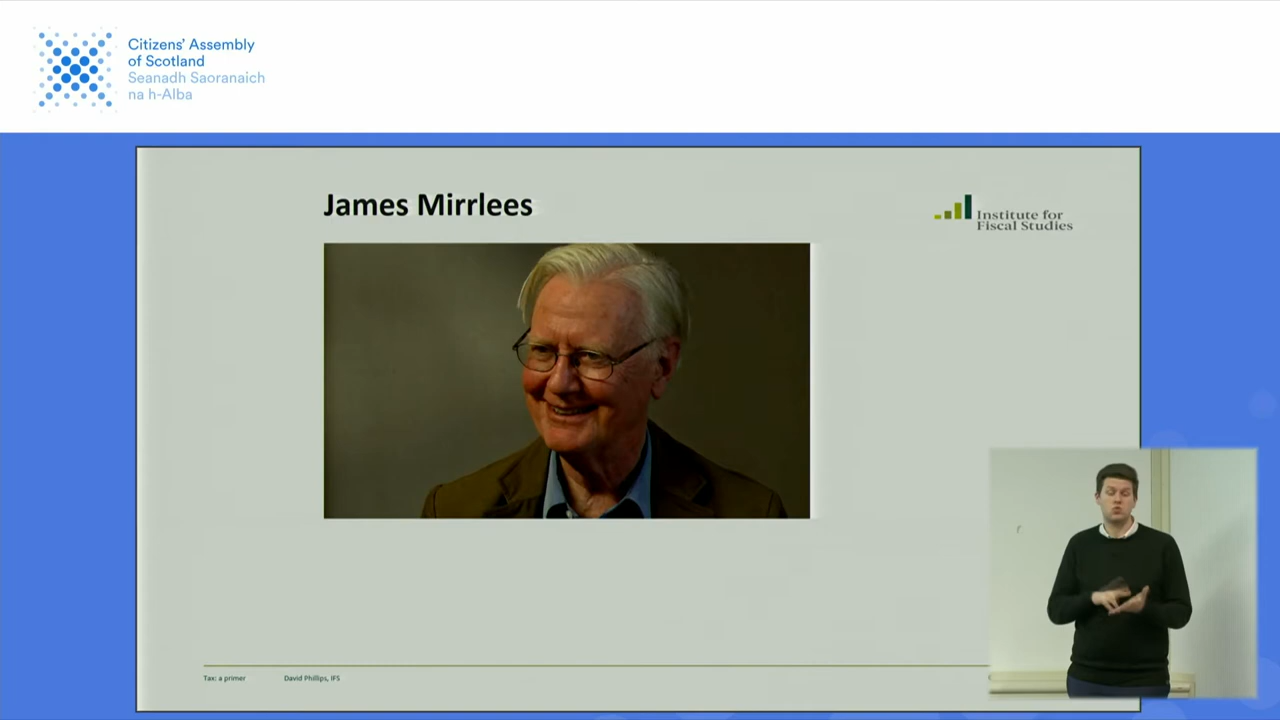 Citizens’ Assembly
of Scotland
Seanadh Saoranaich
na h-Alba
James Mirrlees
Institute for
Fiscal Studies
Tax: a primer
David Phillips, IFS